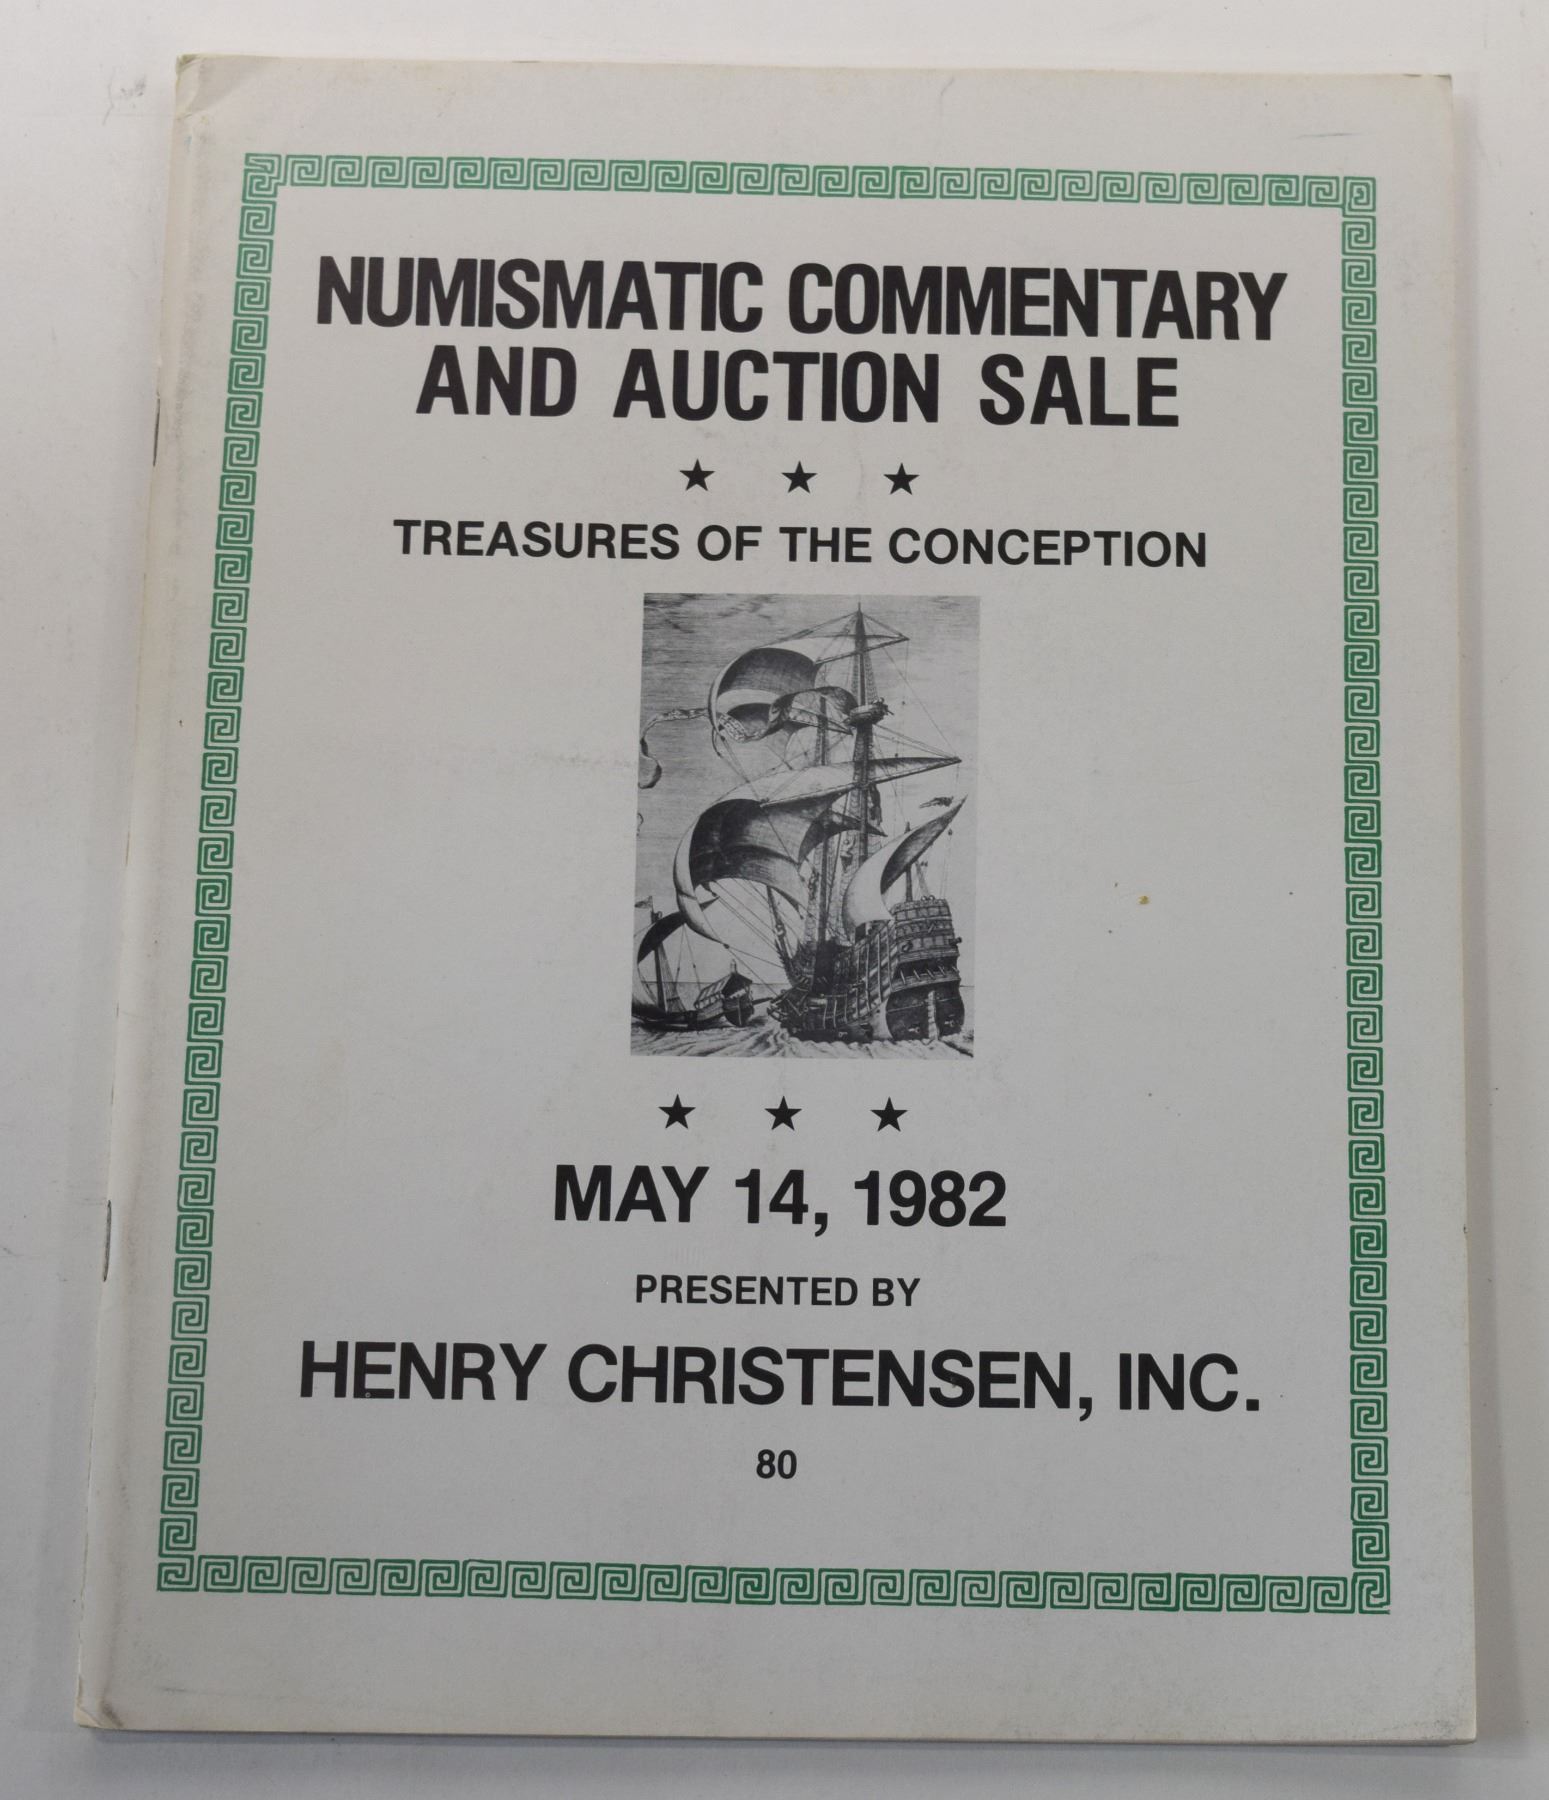 NUMISMATIC COMMENTARY
AND AUCTION SALE
★ ★ ★
TREASURES OF THE CONCEPTION
★ ★ ★
MAY 14, 1982
PRESENTED BY
HENRY CHRISTENSEN, INC.
80